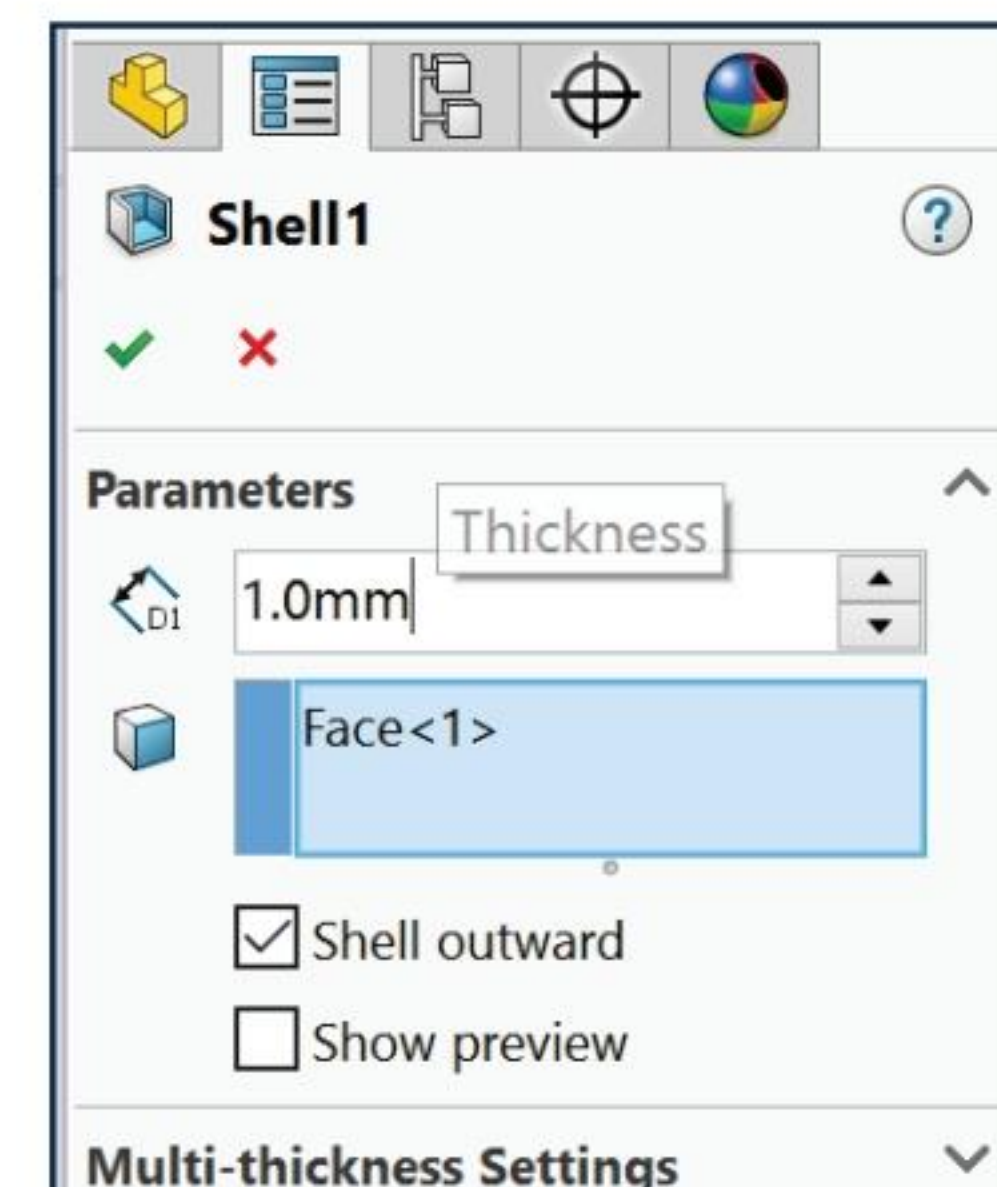 Shell1
?
Parameters
Thickness
D1
1.0mm
Face<1>
Shell outward
Show preview
Multi-thickness Settings